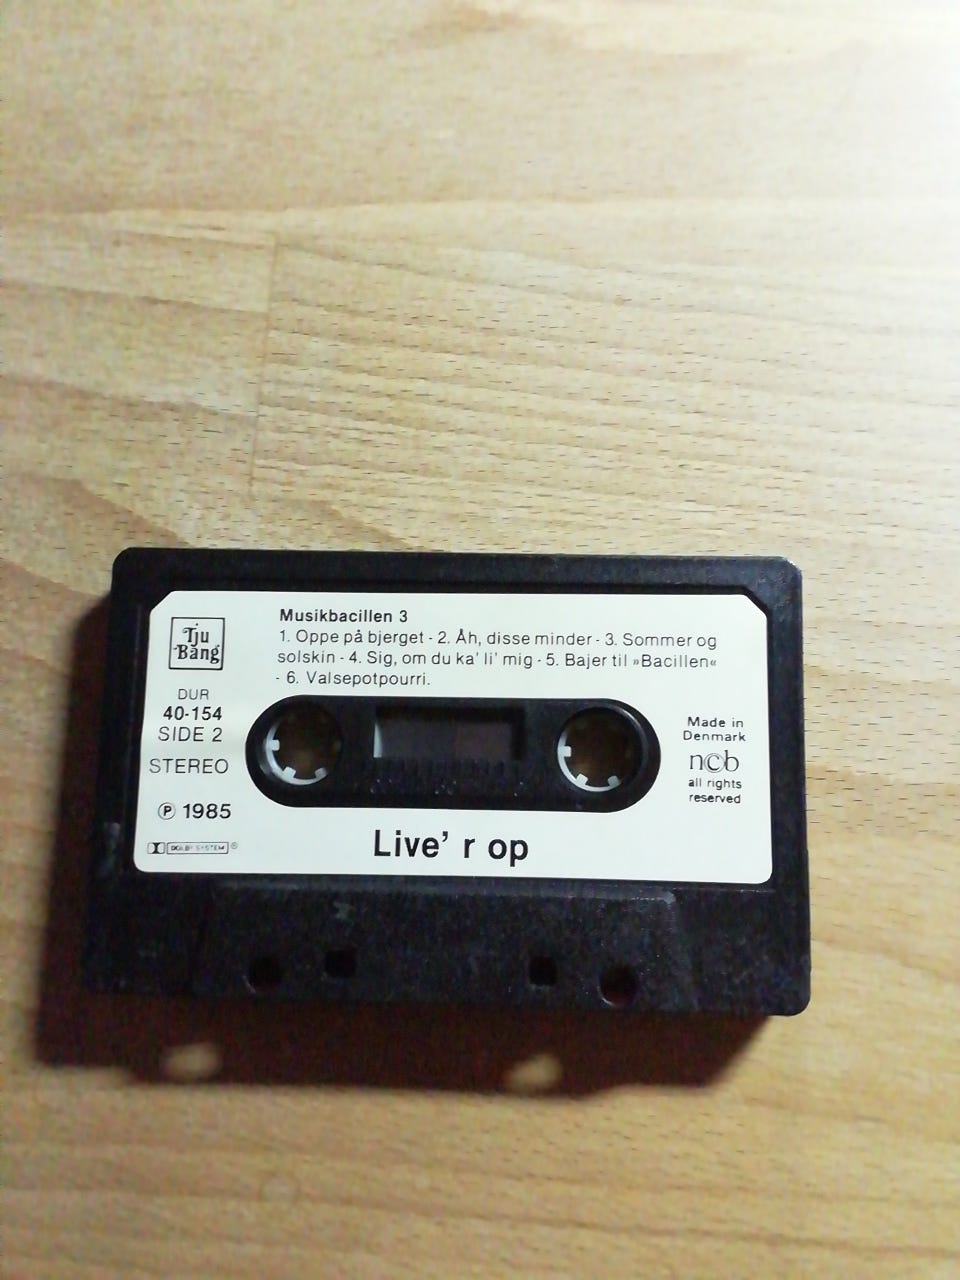 Musikbacillen 3
1. Oppe på bjerget - 2. Åh, disse minder - 3. Sommer og
solskin - 4. Sig, om du ka' li' mig - 5. Bajer til »Bacillen«
- 6. Valsepotpourri.
Tju
Bang
DUR
40-154
SIDE 2
STEREO
Ⓟ 1985
DOLBY SYSTEM ®
Made in
Denmark
ncb
all rights
reserved
Live' r op